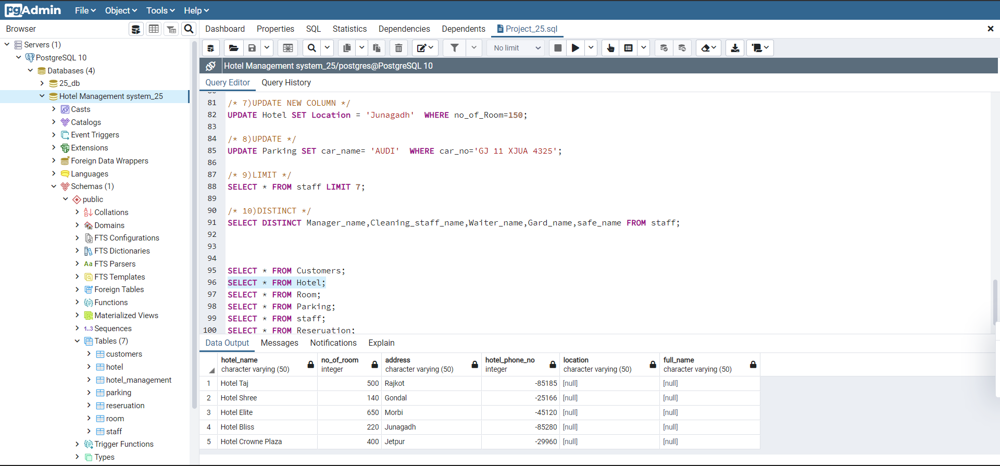 pgAdmin File Object Tools Help
Browser
Dashboard Properties SQL Statistics Dependencies Dependents Project_25.sql
Servers (1)
PostgreSQL 10
Databases (4)
25_db
Hotel Management system_25
Casts
Catalogs
Event Triggers
Extensions
Foreign Data Wrappers
Languages
Schemas (1)
public
Collations
Domains
FTS Configurations
FTS Dictionaries
Aa FTS Parsers
FTS Templates
Foreign Tables
Functions
Materialized Views
1..3 Sequences
Tables (7)
customers
hotel
hotel_management
parking
reseruation
room
staff
Trigger Functions
Types
No limit
Hotel Management system_25/postgres@PostgreSQL 10
Query Editor Query History
81 /* 7)UPDATE NEW COLUMN */
82 UPDATE Hotel SET Location = 'Junagadh'  WHERE no_of_Room=150;
83
84 /* 8)UPDATE */
85 UPDATE Parking SET car_name= 'AUDI'  WHERE car_no='GJ 11 XJUA 4325';
86
87 /* 9)LIMIT */
88 SELECT * FROM staff LIMIT 7;
89
90 /* 10)DISTINCT */
91 SELECT DISTINCT Manager_name,Cleaning_staff_name,Waiter_name,Gard_name,safe_name FROM staff;
92
93
94
95 SELECT * FROM Customers;
96 SELECT * FROM Hotel;
97 SELECT * FROM Room;
98 SELECT * FROM Parking;
99 SELECT * FROM staff;
100 SELECT * FROM Reseruation;
Data Output Messages Notifications Explain
hotel_name no_of_room address hotel_phone_no location full_name
character varying (50) integer character varying (50) integer character varying (50) character varying (50)
1 Hotel Taj 500 Rajkot -85185 [null] [null]
2 Hotel Shree 140 Gondal -25166 [null] [null]
3 Hotel Elite 650 Morbi -45120 [null] [null]
4 Hotel Bliss 220 Junagadh -85280 [null] [null]
5 Hotel Crowne Plaza 400 Jetpur -29960 [null] [null]